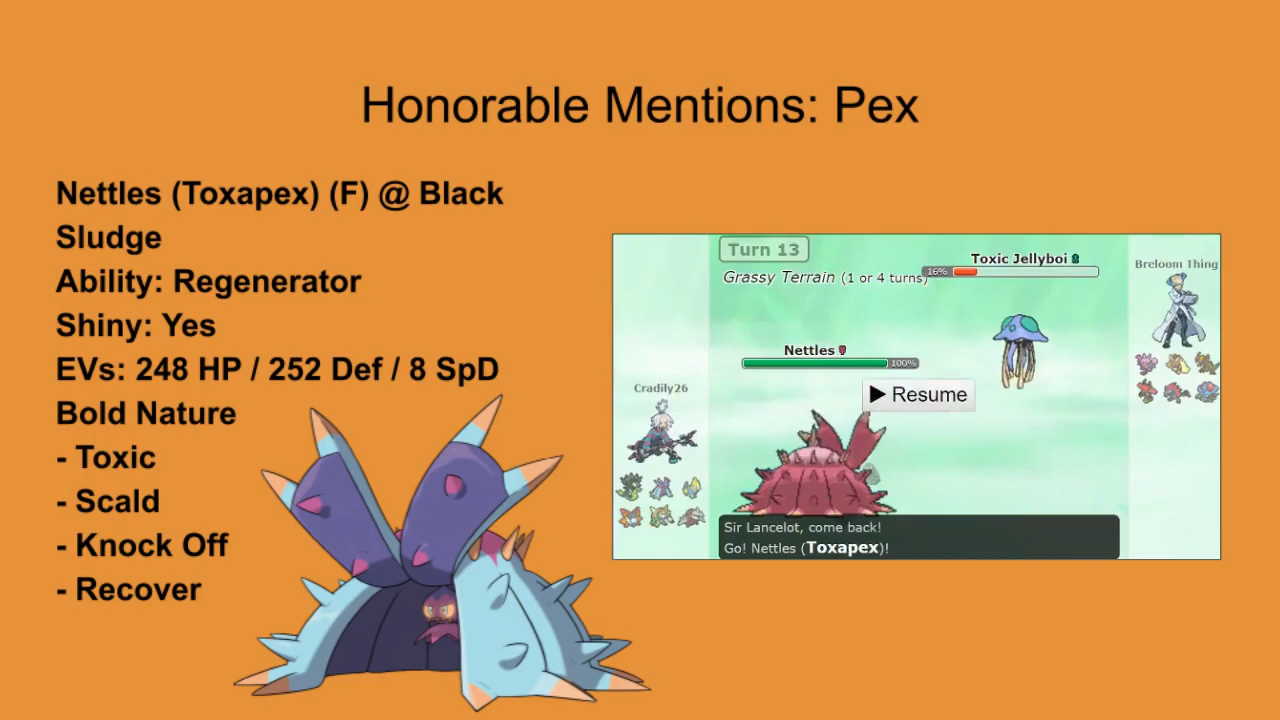 Honorable Mentions: Pex
Nettles (Toxapex) (F) @ Black
Sludge
Ability: Regenerator
Shiny: Yes
EVs: 248 HP / 252 Def / 8 SpD
Bold Nature
- Toxic
- Scald
- Knock Off
- Recover
Turn 13
Grassy Terrain (1 or 4 turns)
Toxic Jellyboi
16%
Breloom Thing
Nettles
100%
Resume
Cradily26
Sir Lancelot, come back!
Go! Nettles (Toxapex)!